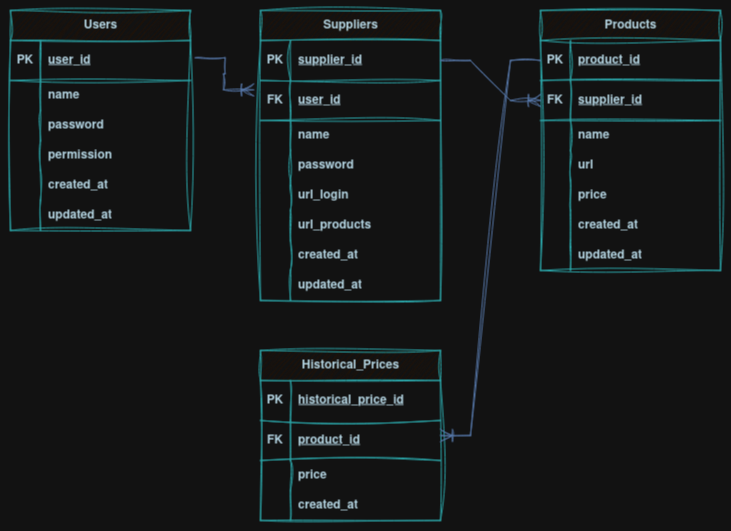 Users
PK user_id
name
password
permission
created_at
updated_at
Suppliers
PK supplier_id
FK user_id
name
password
url_login
url_products
created_at
updated_at
Products
PK product_id
FK supplier_id
name
url
price
created_at
updated_at
Historical_Prices
PK historical_price_id
FK product_id
price
created_at